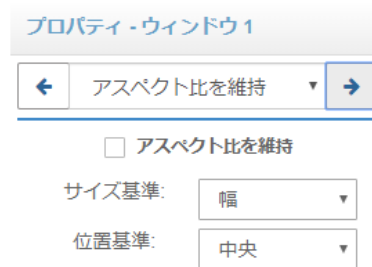 プロパティ - ウィンドウ 1
アスペクト比を維持
アスペクト比を維持
サイズ基準: 幅
位置基準: 中央